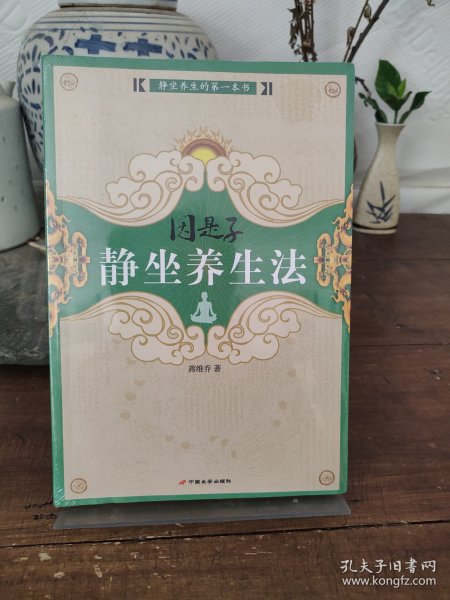 静坐养生的第一本书
因是子
静坐养生法
蒋维乔 著
中国长安出版社
孔夫子旧书网
www.kongfz.com